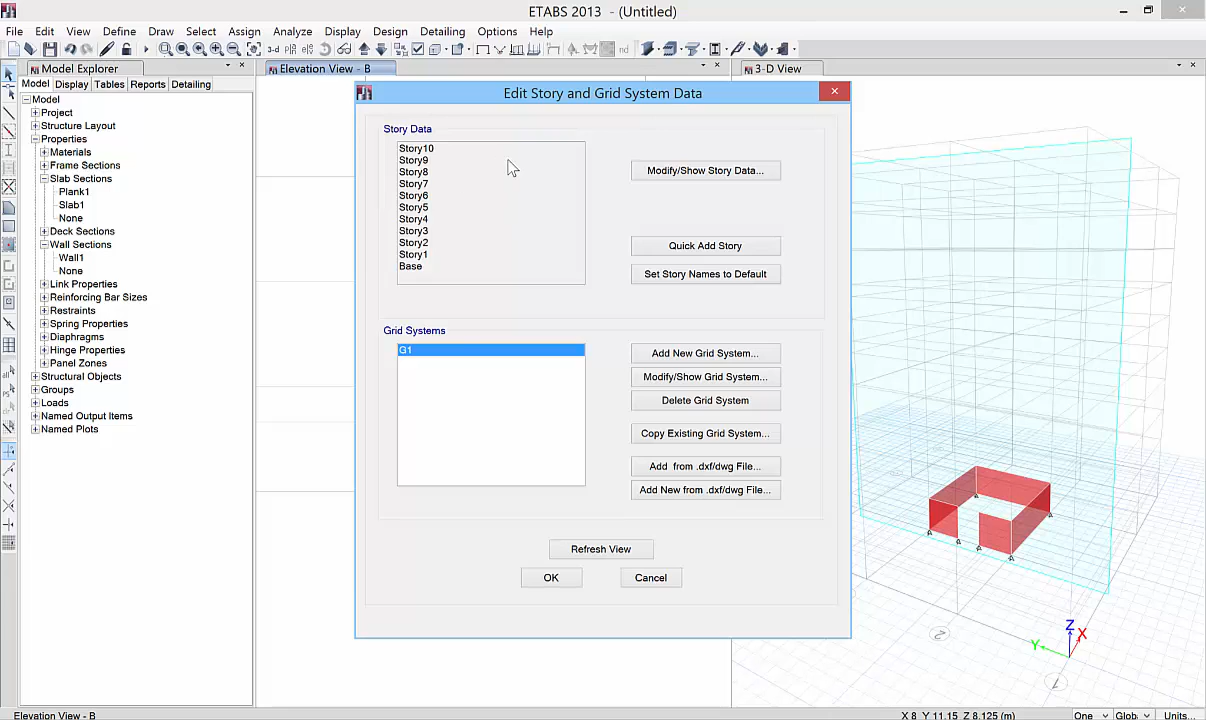 ETABS 2013 - (Untitled)
File Edit View Define Draw Select Assign Analyze Display Design Detailing Options Help
3-d
nd
Model Explorer
Elevation View - B
3-D View
Model Display Tables Reports Detailing
Model
Project
Structure Layout
Properties
Materials
Frame Sections
Slab Sections
Plank1
Slab1
None
Deck Sections
Wall Sections
Wall1
None
Link Properties
Reinforcing Bar Sizes
Restraints
Spring Properties
Diaphragms
Hinge Properties
Panel Zones
Structural Objects
Groups
Loads
Named Output Items
Named Plots
Edit Story and Grid System Data
Story Data
Story10
Story9
Story8
Story7
Story6
Story5
Story4
Story3
Story2
Story1
Base
Modify/Show Story Data...
Quick Add Story
Set Story Names to Default
Grid Systems
G1
Add New Grid System...
Modify/Show Grid System...
Delete Grid System
Copy Existing Grid System...
Add from .dxf/dwg File...
Add New from .dxf/dwg File...
Refresh View
OK
Cancel
Z
X
Y
2
1
Elevation View - B
X 8 Y 11.15 Z 8.125 (m)
One
Glob
Units...